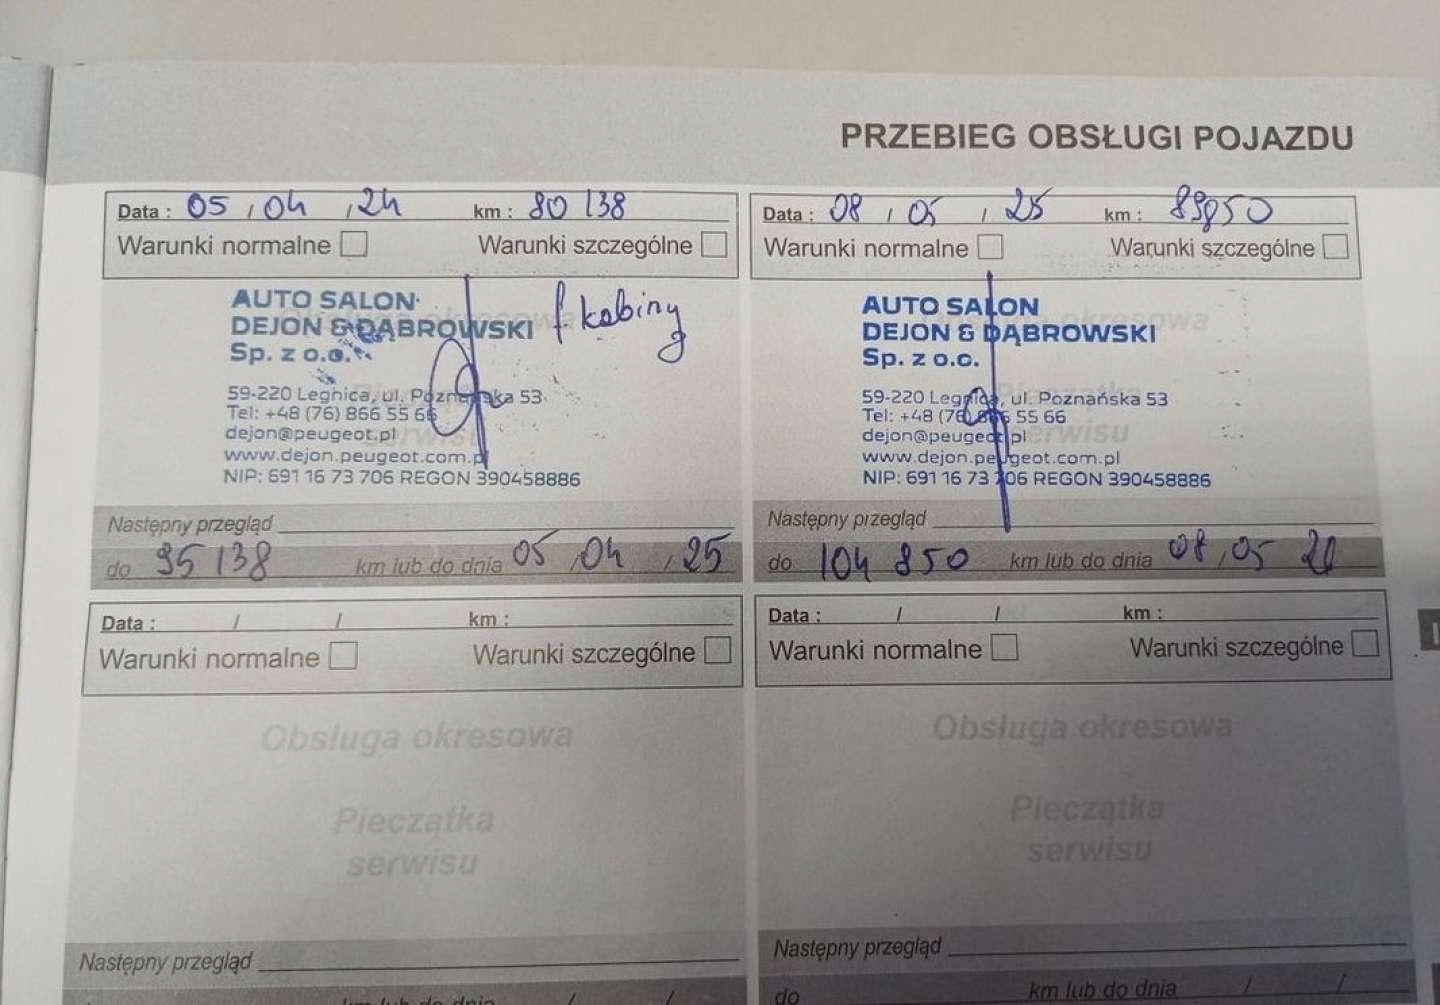 PRZEBIEG OBSŁUGI POJAZDU
Data : 05 / 04 / 24 km : 80 138
Warunki normalne Warunki szczególne
AUTO SALON
DEJON & DĄBROWSKI
Sp. z o.o.
f. kabiny
59-220 Legnica, ul. Poznańska 53
Tel: +48 (76) 866 55 66
dejon@peugeot.pl
www.dejon.peugeot.com.pl
NIP: 691 16 73 706 REGON 390458886
Następny przegląd
do 95 138 km lub do dnia 05 / 04 / 25
Data : 08 / 05 / 25 km : 89850
Warunki normalne Warunki szczególne
AUTO SALON
DEJON & DĄBROWSKI
Sp. z o.o.
59-220 Legnica, ul. Poznańska 53
Tel: +48 (76) 866 55 66
dejon@peugeot.pl
www.dejon.peugeot.com.pl
NIP: 691 16 73 706 REGON 390458886
Następny przegląd
do 104 850 km lub do dnia 08 / 05
Data : / / km :
Warunki normalne Warunki szczególne
Obsługa okresowa
Pieczątka
serwisu
Następny przegląd
km lub do dnia / /
Data : / / km :
Warunki normalne Warunki szczególne
Obsługa okresowa
Pieczątka
serwisu
Następny przegląd
do km lub do dnia / /